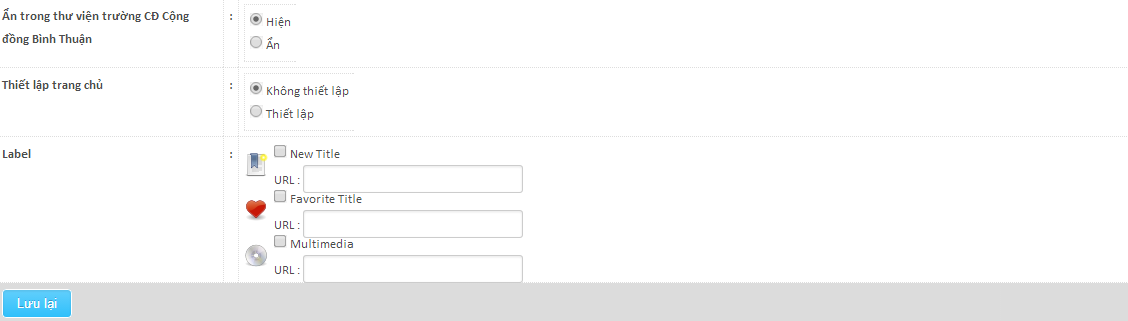 Ẩn trong thư viện trường CĐ Cộng : Hiện
đồng Bình Thuận
Ẩn
Thiết lập trang chủ : Không thiết lập
Thiết lập
Label : New Title
URL :
Favorite Title
URL :
Multimedia
URL :
Lưu lại